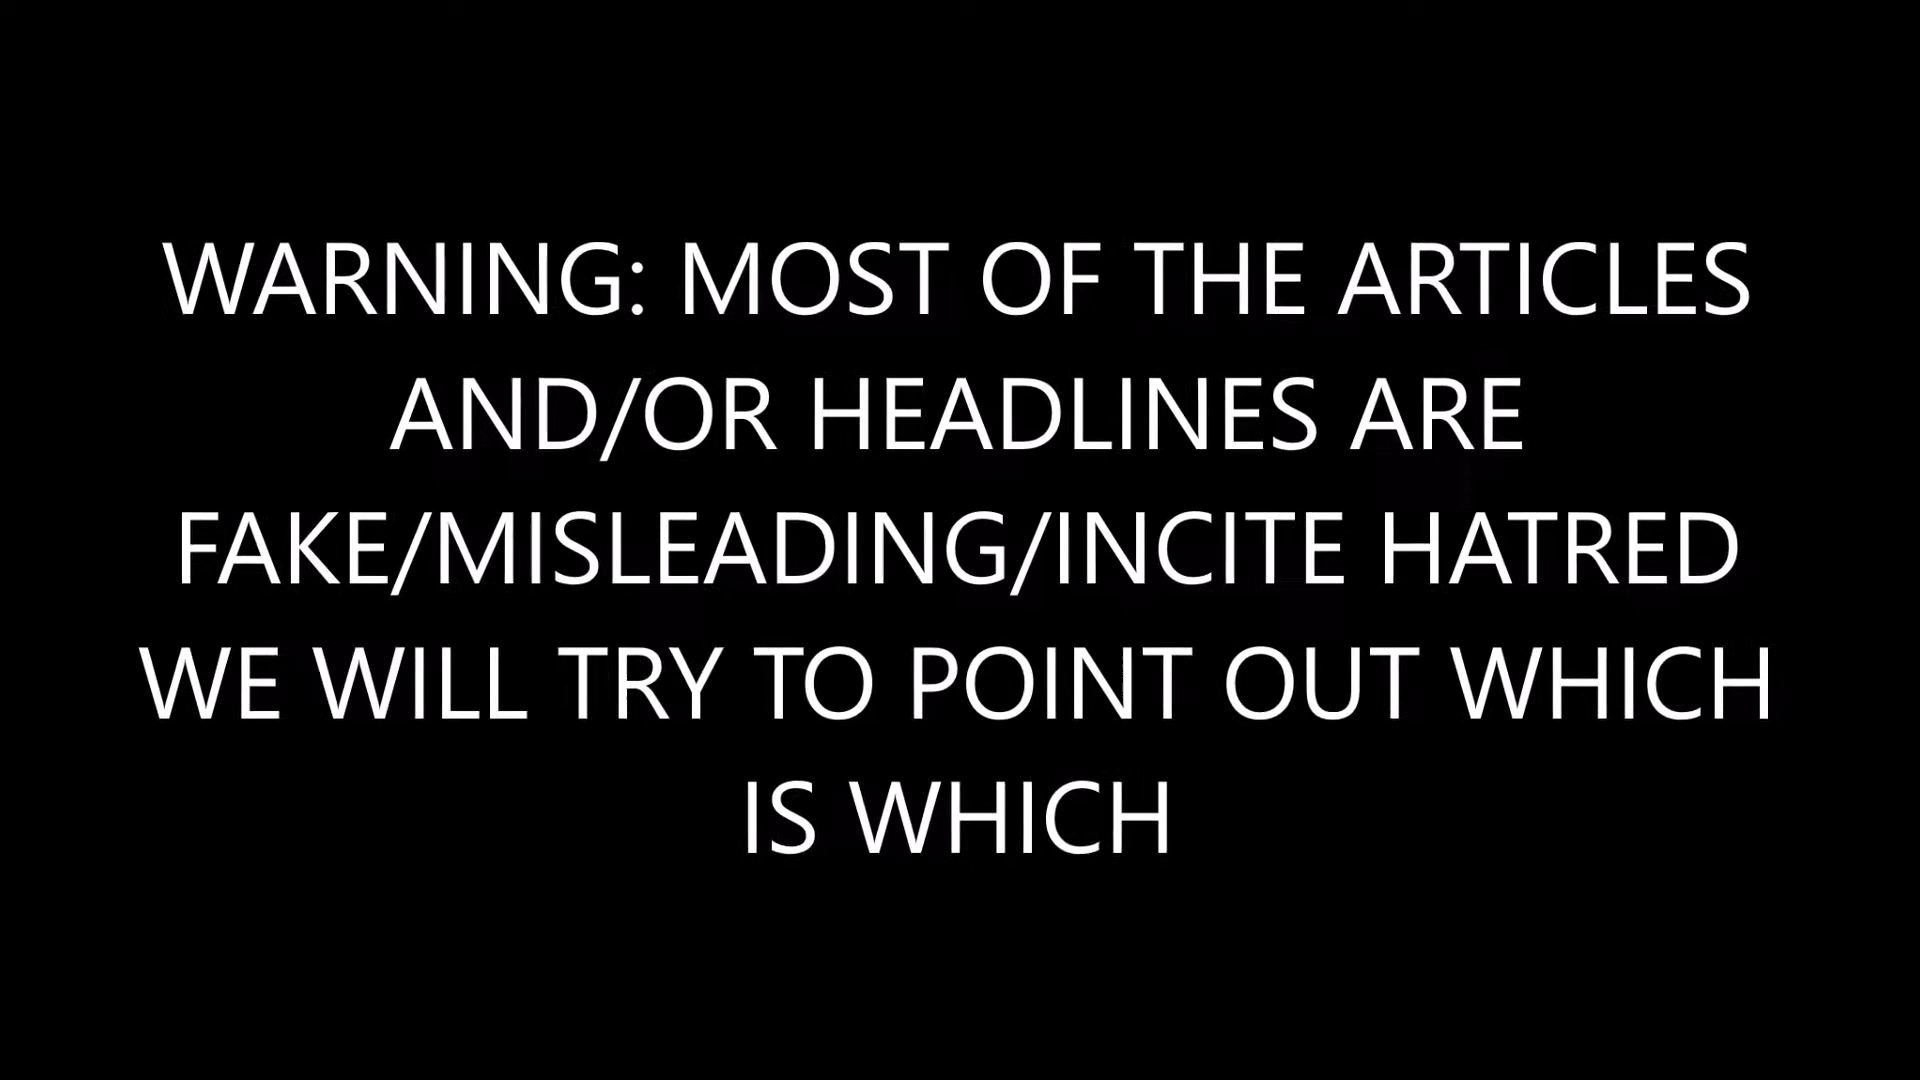 WARNING: MOST OF THE ARTICLES
AND/OR HEADLINES ARE
FAKE/MISLEADING/INCITE HATRED
WE WILL TRY TO POINT OUT WHICH
IS WHICH